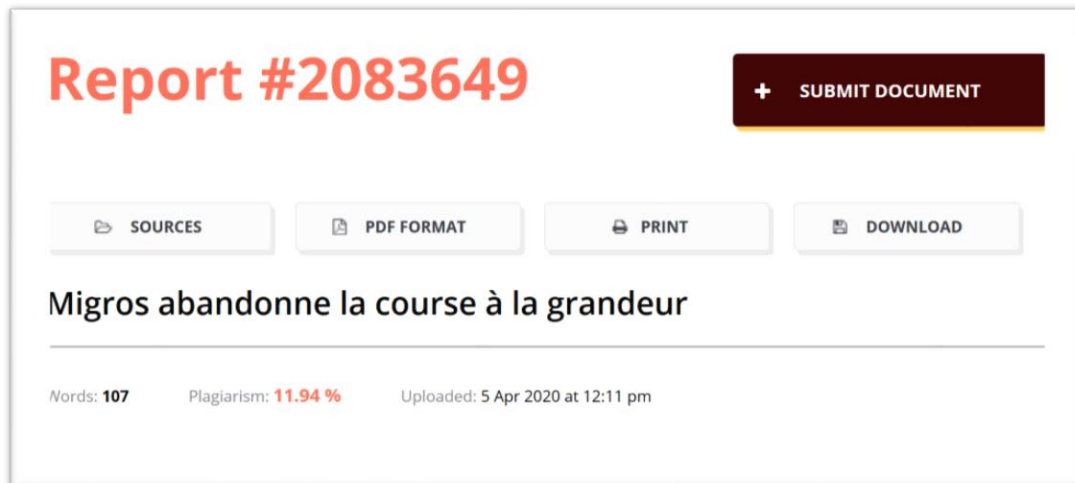 Report #2083649
+ SUBMIT DOCUMENT
SOURCES PDF FORMAT PRINT DOWNLOAD
Migros abandonne la course à la grandeur
Words: 107 Plagiarism: 11.94 % Uploaded: 5 Apr 2020 at 12:11 pm